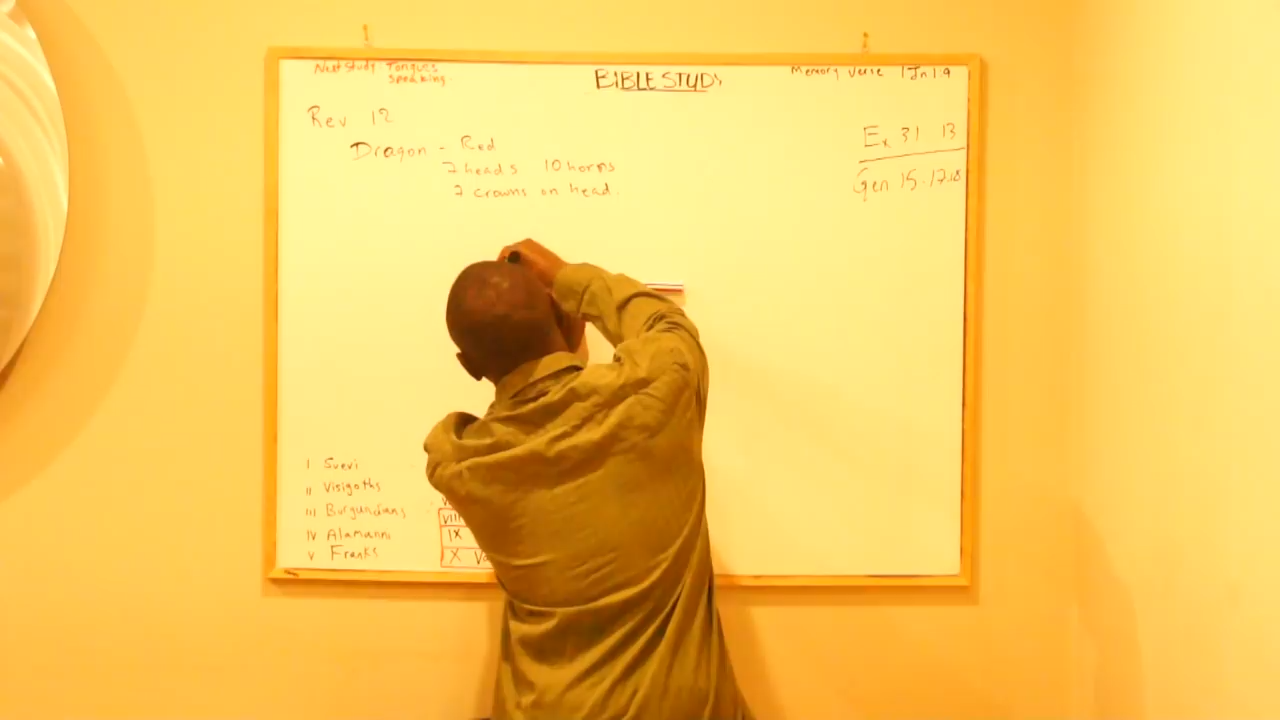 Next Study Tongues
Speaking.
BIBLE STUDY
Memory Verse 1 Jn 1:9
Rev 12
Dragon - Red
7 heads 10 horns
7 crowns on head.
Ex 31 13
Gen 15-17:18
I Suevi
II Visigoths
III Burgundians
IV Alamanni
V Franks
VIII
IX
X